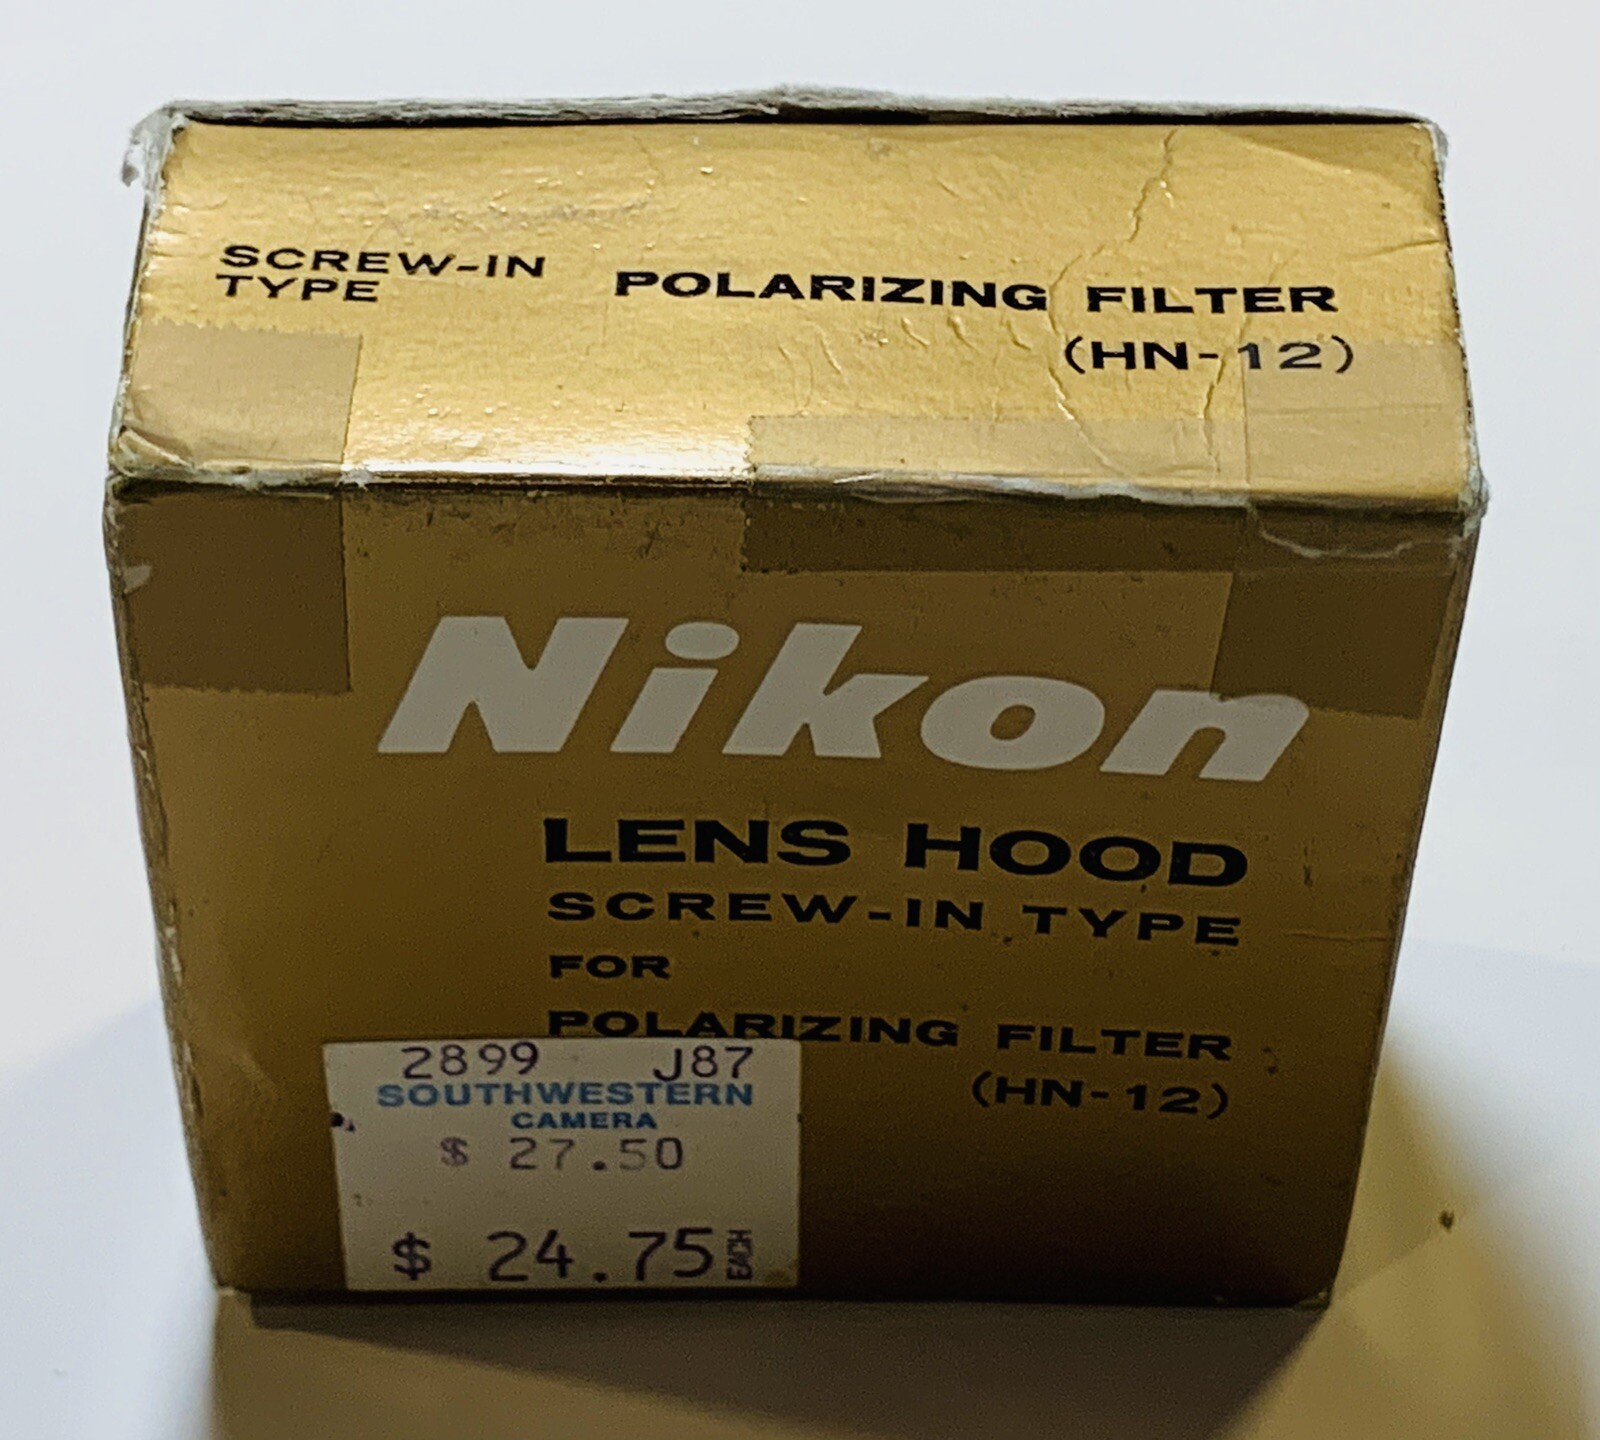 SCREW-IN
TYPE
POLARIZING FILTER
(HN-12)
Nikon
LENS HOOD
SCREW-IN TYPE
FOR
POLARIZING FILTER
(HN-12)
2899 J87
SOUTHWESTERN
CAMERA
$ 27.50
$ 24.75 EACH